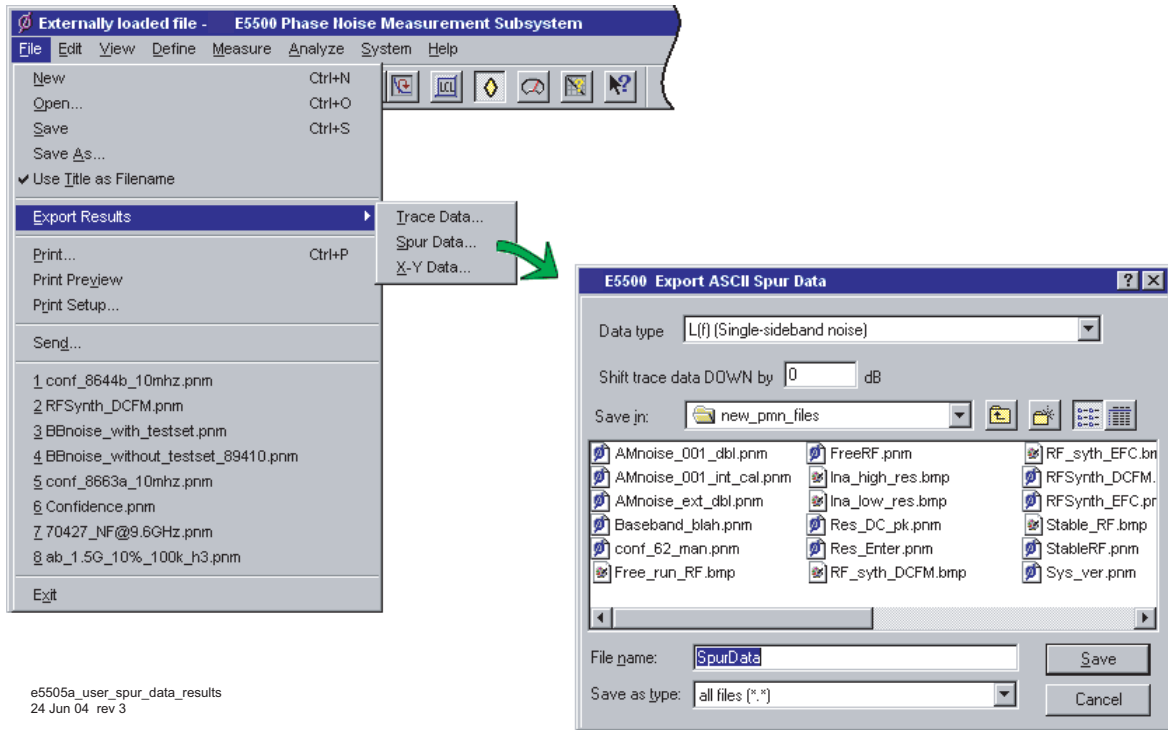 Externally loaded file - E5500 Phase Noise Measurement Subsystem
File Edit View Define Measure Analyze System Help
New Ctrl+N
Open... Ctrl+O
Save Ctrl+S
Save As...
Use Title as Filename
Export Results
Print... Ctrl+P
Print Preview
Print Setup...
Send...
1 conf_8644b_10mhz.pnm
2 RFSynth_DCFM.pnm
3 BBnoise_with_testset.pnm
4 BBnoise_without_testset_89410.pnm
5 conf_8663a_10mhz.pnm
6 Confidence.pnm
7 70427_NF@9.6GHz.pnm
8 ab_1.5G_10%_100k_h3.pnm
Exit
LCL
Trace Data...
Spur Data...
X-Y Data...
E5500 Export ASCII Spur Data
Data type L(f) (Single-sideband noise)
Shift trace data DOWN by 0 dB
Save in: new_pmn_files
AMnoise_001_dbl.pnm FreeRF.pnm RF_syth_EFC.bm
AMnoise_001_int_cal.pnm lna_high_res.bmp RFSynth_DCFM.
AMnoise_ext_dbl.pnm lna_low_res.bmp RFSynth_EFC.pr
Baseband_blah.pnm Res_DC_pk.pnm Stable_RF.bmp
conf_62_man.pnm Res_Enter.pnm StableRF.pnm
Free_run_RF.bmp RF_syth_DCFM.bmp Sys_ver.pnm
File name: SpurData Save
Save as type: all files (*.*) Cancel
e5505a_user_spur_data_results
24 Jun 04 rev 3